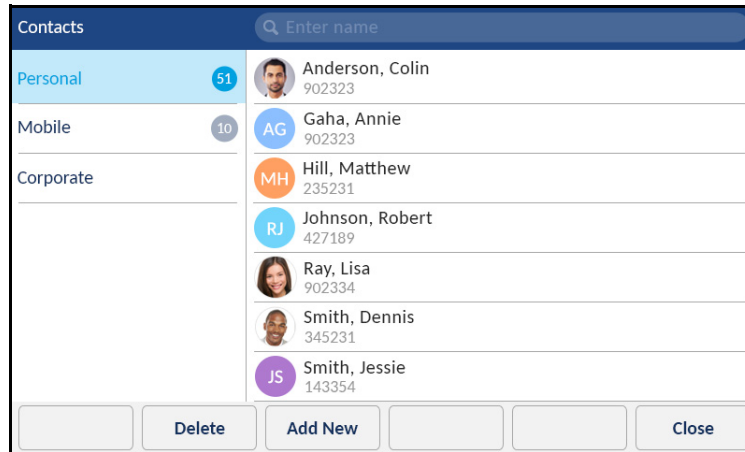 Contacts
Enter name
Personal
51
Mobile
10
Corporate
Anderson, Colin
902323
AG
Gaha, Annie
902323
MH
Hill, Matthew
235231
RJ
Johnson, Robert
427189
Ray, Lisa
902334
Smith, Dennis
345231
JS
Smith, Jessie
143354
Delete
Add New
Close